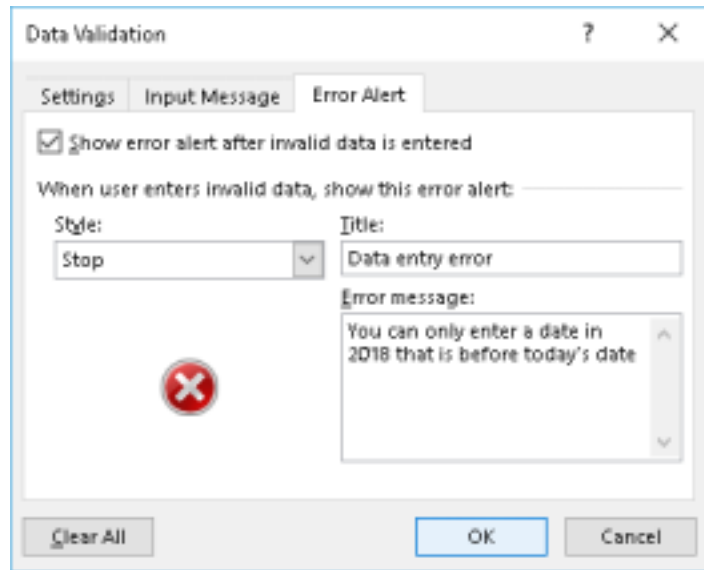 Data Validation ? ×
Settings Input Message Error Alert
Show error alert after invalid data is entered
When user enters invalid data, show this error alert:
Style: Title:
Stop Data entry error
Error message:
You can only enter a date in
2018 that is before today's date
Clear All OK Cancel